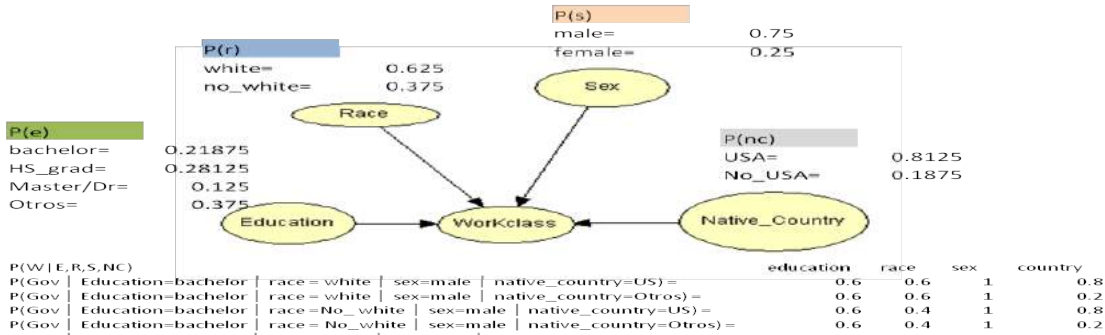 P(s)
male= 0.75
female= 0.25
P(r)
white= 0.625
no_white= 0.375
Sex
Race
P(e)
bachelor= 0.21875
HS_grad= 0.28125
Master/Dr= 0.125
Otros= 0.375
P(nc)
USA= 0.8125
No_USA= 0.1875
Education
WorKclass
Native_Country
P(W|E,R,S,NC) education race sex country
P(Gov | Education=bachelor | race = white | sex=male | native_country=US) = 0.6 0.6 1 0.8
P(Gov | Education=bachelor | race = white | sex=male | native_country=Otros) = 0.6 0.6 1 0.2
P(Gov | Education=bachelor | race =No_ white | sex=male | native_country=US) = 0.6 0.4 1 0.8
P(Gov | Education=bachelor | race = No_ white | sex=male | native_country=Otros) = 0.6 0.4 1 0.2